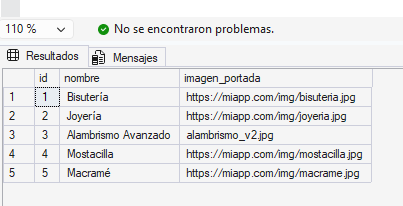 110 %
No se encontraron problemas.
Resultados Mensajes
id nombre imagen_portada
1 1 Bisutería https://miapp.com/img/bisuteria.jpg
2 2 Joyería https://miapp.com/img/joyeria.jpg
3 3 Alambrismo Avanzado alambrismo_v2.jpg
4 4 Mostacilla https://miapp.com/img/mostacilla.jpg
5 5 Macramé https://miapp.com/img/macrame.jpg